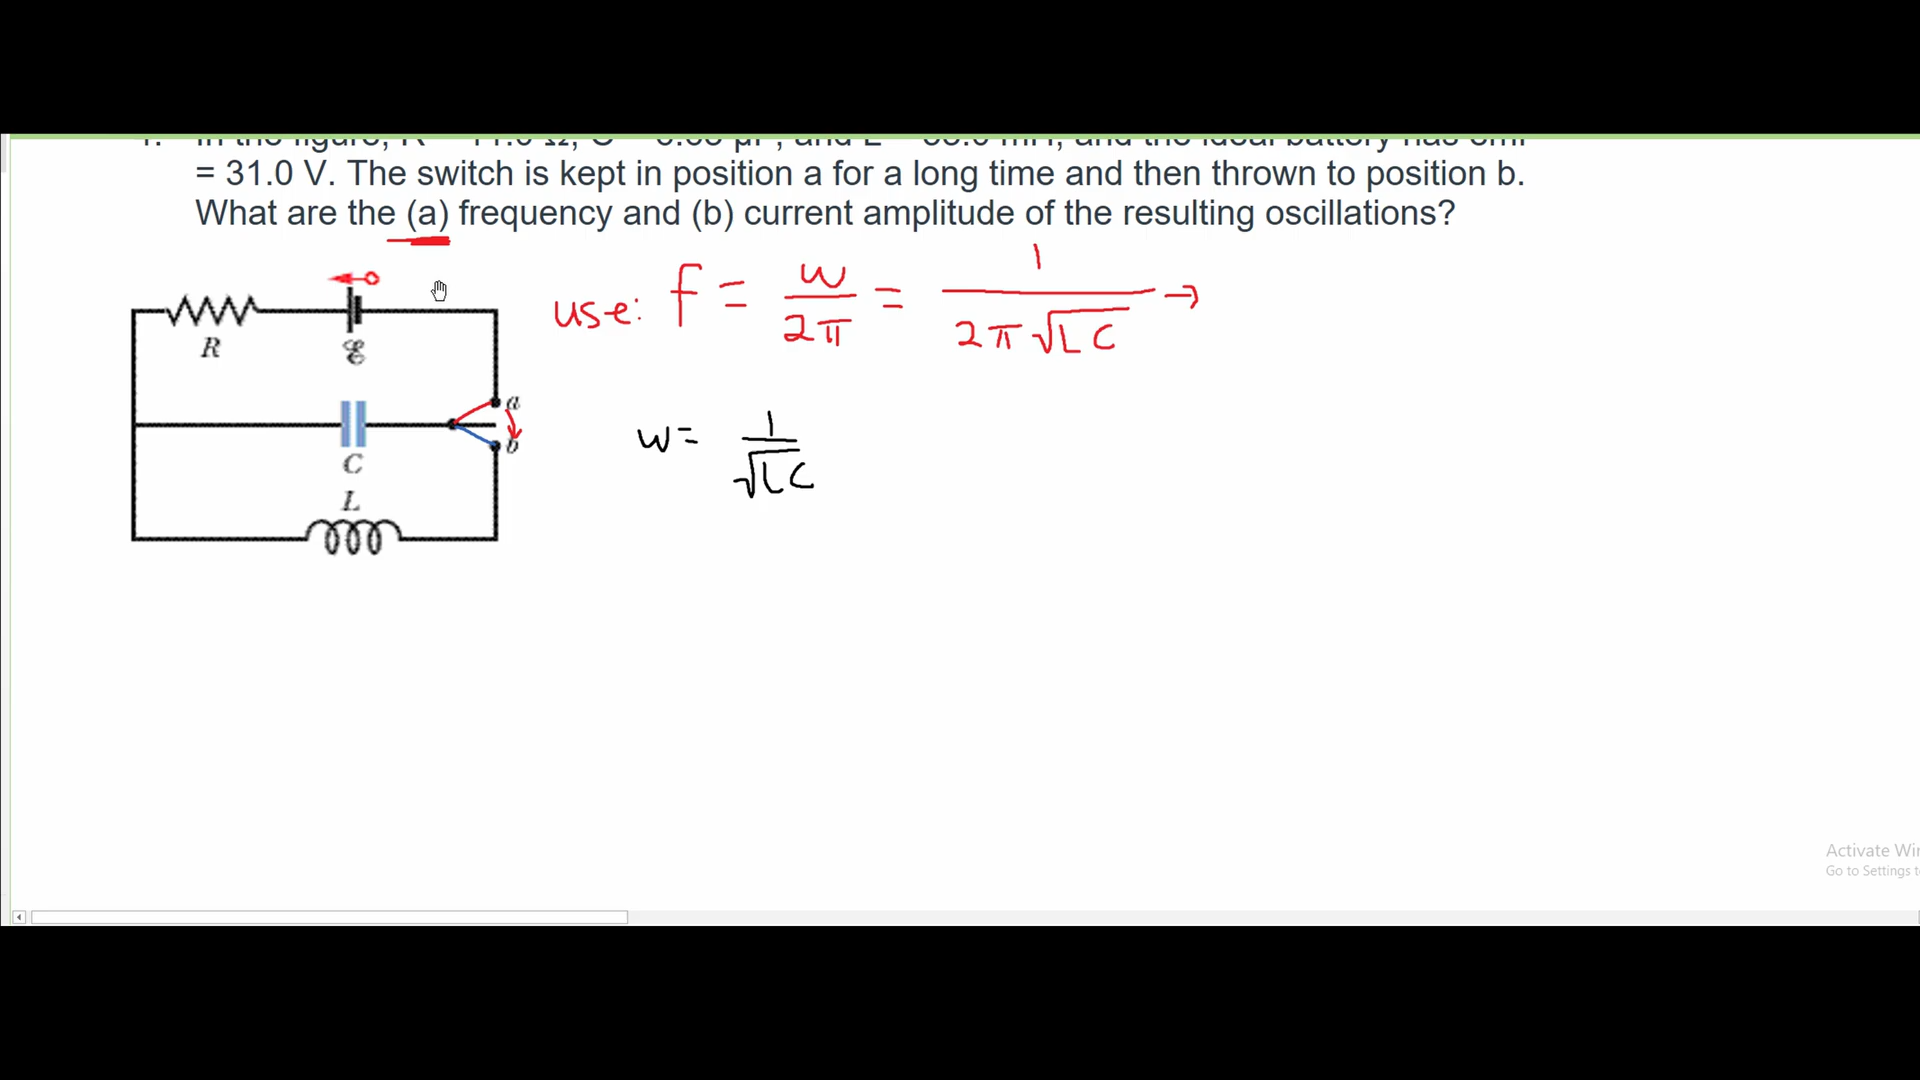 = 31.0 V. The switch is kept in position a for a long time and then thrown to position b.
What are the (a) frequency and (b) current amplitude of the resulting oscillations?
use: f = w/2π = 1/2π√LC →
R
ℰ
a
w = 1/√LC
b
C
L
Activate Win
Go to Settings t